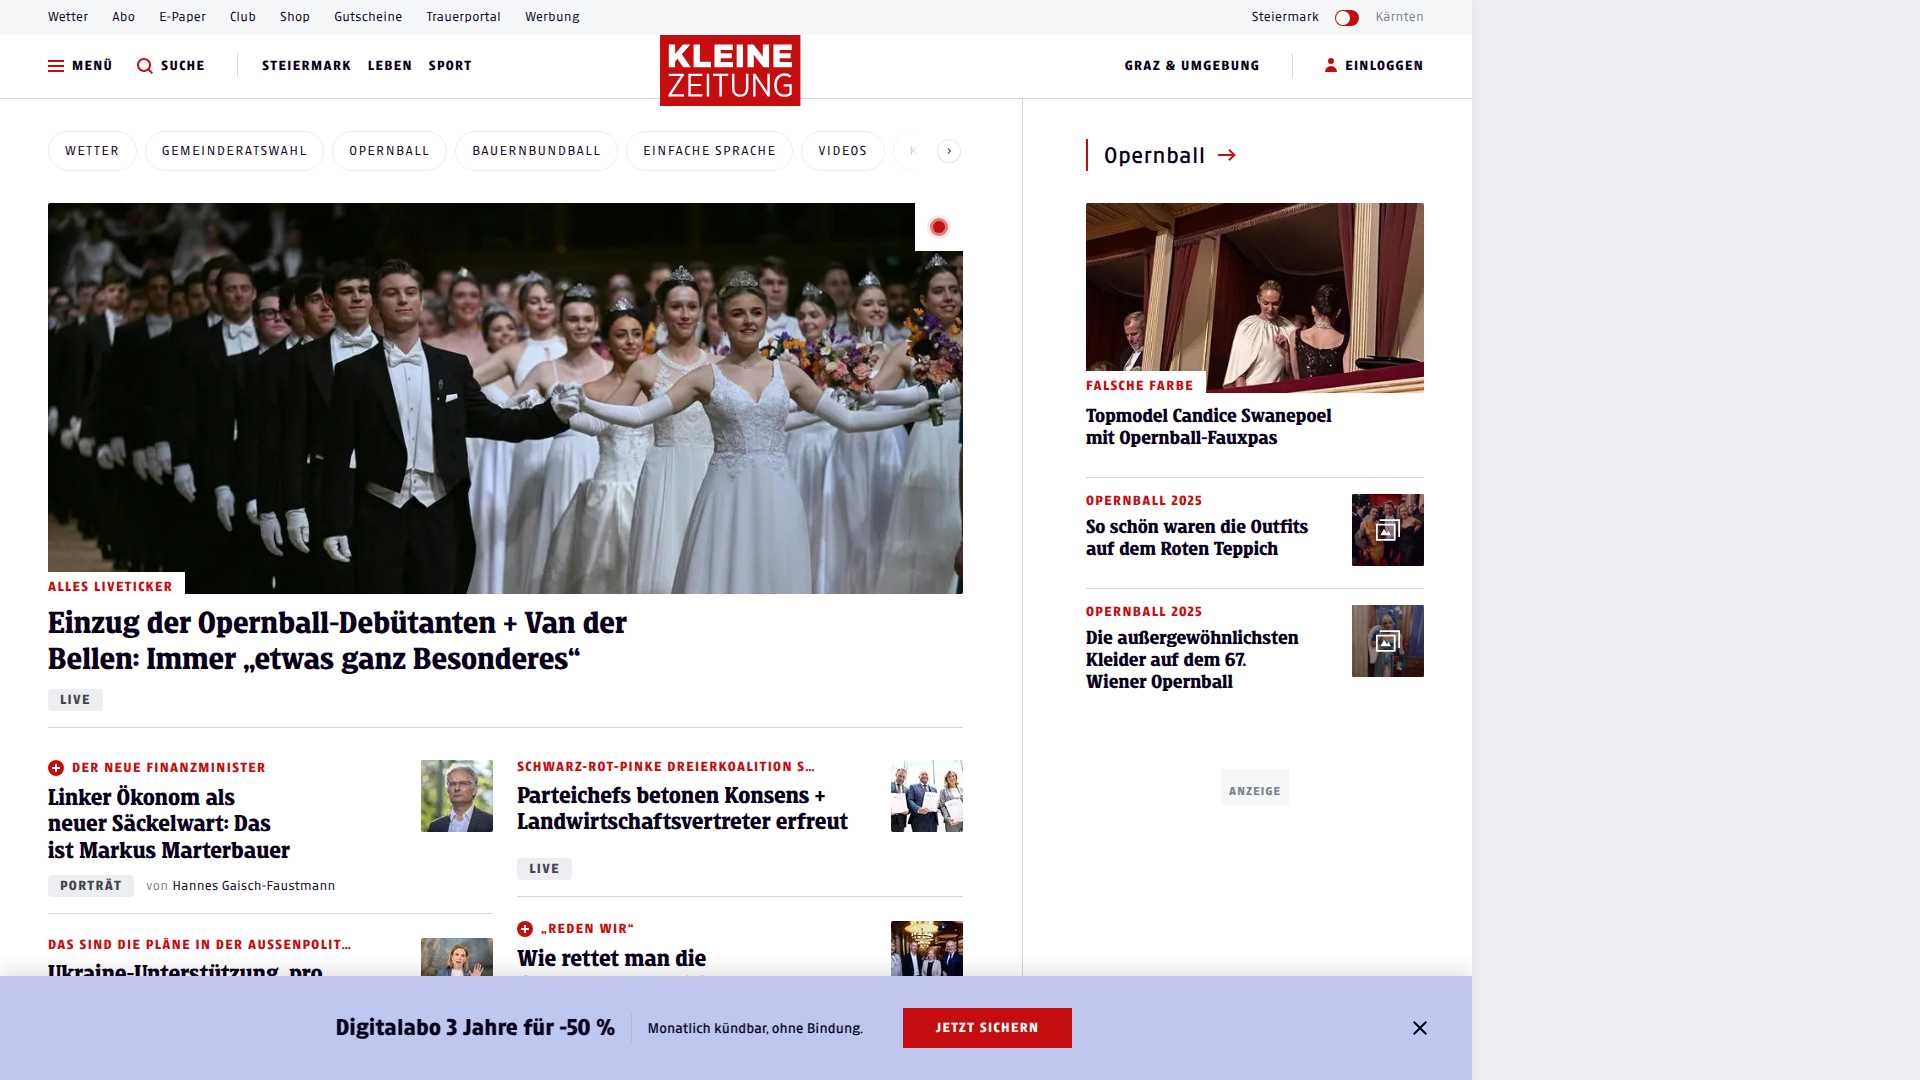 Wetter Abo E-Paper Club Shop Gutscheine Trauerportal Werbung Steiermark Kärnten
MENÜ SUCHE STEIERMARK LEBEN SPORT KLEINE ZEITUNG GRAZ & UMGEBUNG EINLOGGEN
WETTER GEMEINDERATSWAHL OPERNBALL BAUERNBUNDBALL EINFACHE SPRACHE VIDEOS K
ALLES LIVETICKER
Einzug der Opernball-Debütanten + Van der
Bellen: Immer „etwas ganz Besonderes“
LIVE
DER NEUE FINANZMINISTER
Linker Ökonom als
neuer Säckelwart: Das
ist Markus Marterbauer
PORTRÄT von Hannes Gaisch-Faustmann
DAS SIND DIE PLÄNE IN DER AUSSENPOLIT...
Ukraine-Unterstützung, pro
SCHWARZ-ROT-PINKE DREIERKOALITION S...
Parteichefs betonen Konsens +
Landwirtschaftsvertreter erfreut
LIVE
„REDEN WIR“
Wie rettet man die
Opernball
FALSCHE FARBE
Topmodel Candice Swanepoel
mit Opernball-Fauxpas
OPERNBALL 2025
So schön waren die Outfits
auf dem Roten Teppich
OPERNBALL 2025
Die außergewöhnlichsten
Kleider auf dem 67.
Wiener Opernball
ANZEIGE
Digitalabo 3 Jahre für -50 %
Monatlich kündbar, ohne Bindung.
JETZT SICHERN